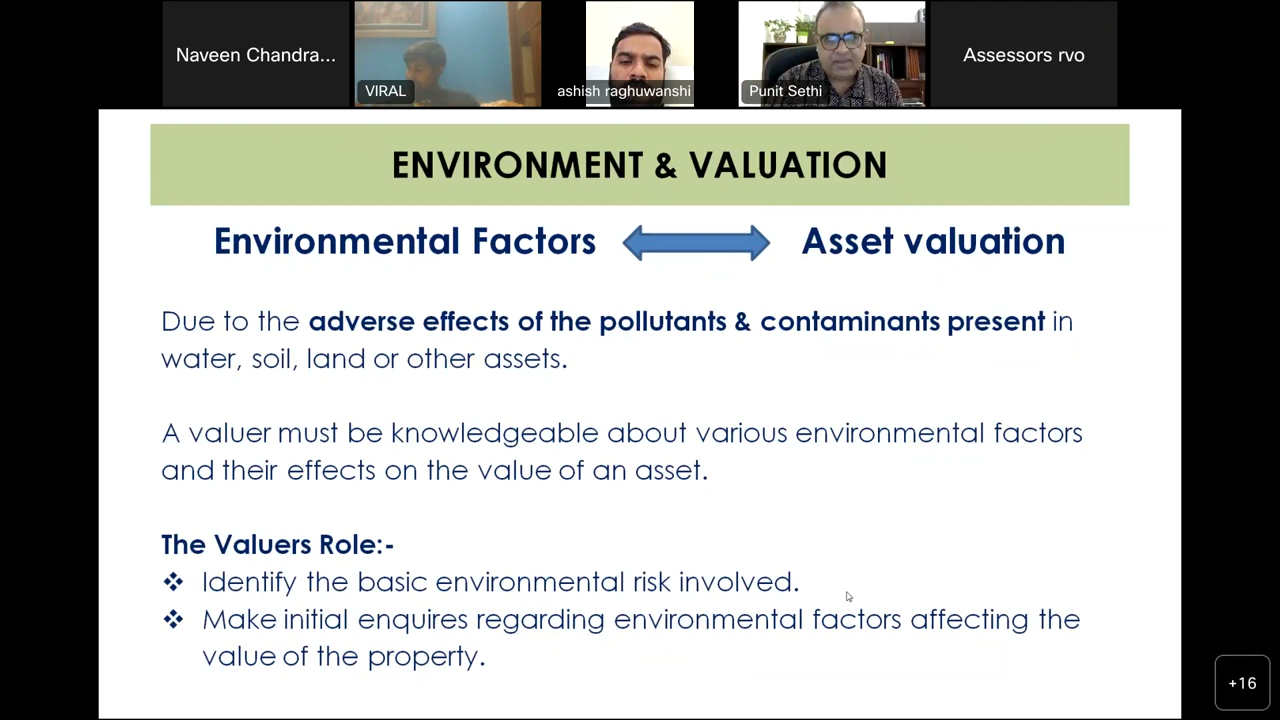 Naveen Chandra...
VIRAL
ashish raghuwanshi
Punit Sethi
Assessors rvo
ENVIRONMENT & VALUATION
Environmental Factors
Asset valuation
Due to the adverse effects of the pollutants & contaminants present in
water, soil, land or other assets.
A valuer must be knowledgeable about various environmental factors
and their effects on the value of an asset.
The Valuers Role:-
❖ Identify the basic environmental risk involved.
❖ Make initial enquires regarding environmental factors affecting the
value of the property.
+16